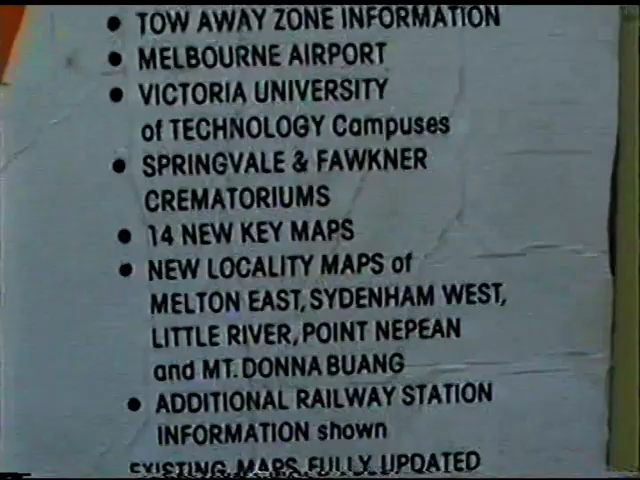 • TOW AWAY ZONE INFORMATION
• MELBOURNE AIRPORT
• VICTORIA UNIVERSITY
of TECHNOLOGY Campuses
• SPRINGVALE & FAWKNER
CREMATORIUMS
• 14 NEW KEY MAPS
• NEW LOCALITY MAPS of
MELTON EAST, SYDENHAM WEST,
LITTLE RIVER, POINT NEPEAN
and MT. DONNA BUANG
• ADDITIONAL RAILWAY STATION
INFORMATION shown
EXISTING MAPS FULLY UPDATED